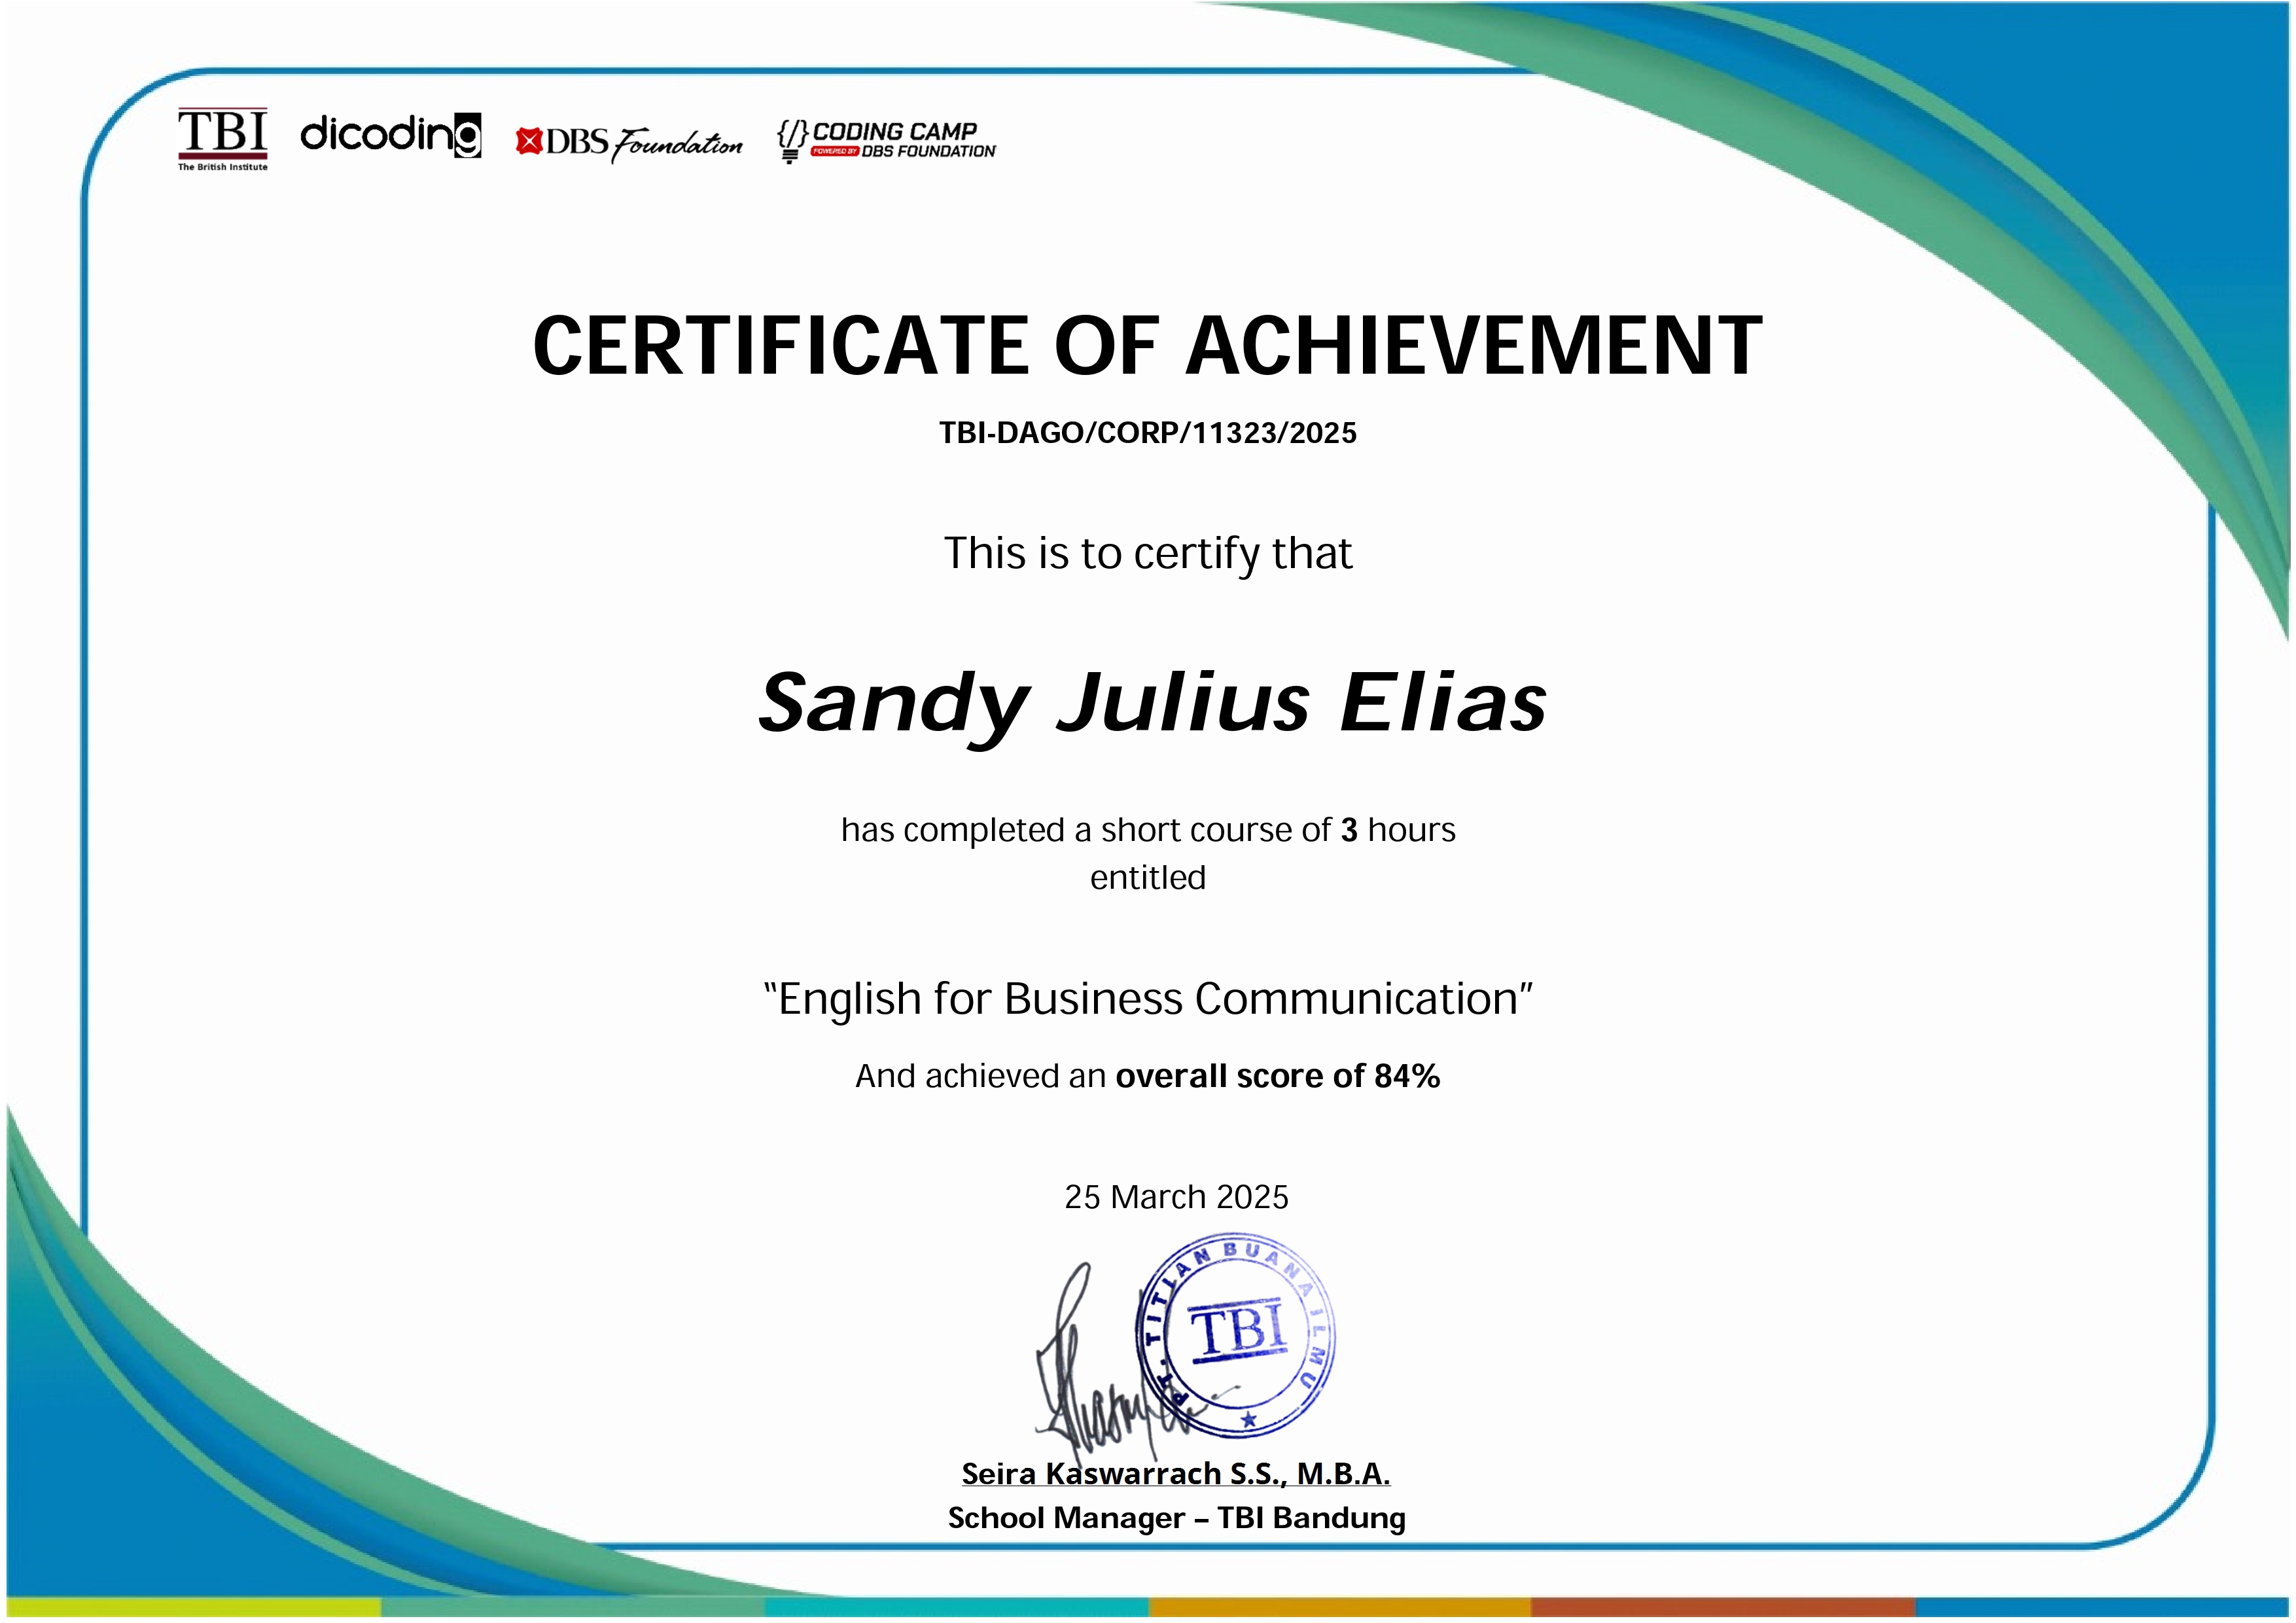 TBI
The British Institute
dicoding
DBS Foundation
{/} CODING CAMP
POWERED BY DBS FOUNDATION
CERTIFICATE OF ACHIEVEMENT
TBI-DAGO/CORP/11323/2025
This is to certify that
Sandy Julius Elias
has completed a short course of 3 hours
entitled
“English for Business Communication”
And achieved an overall score of 84%
25 March 2025
PT. TITIAN BUANA ILMU
TBI
Seira Kaswarrach S.S., M.B.A.
School Manager – TBI Bandung